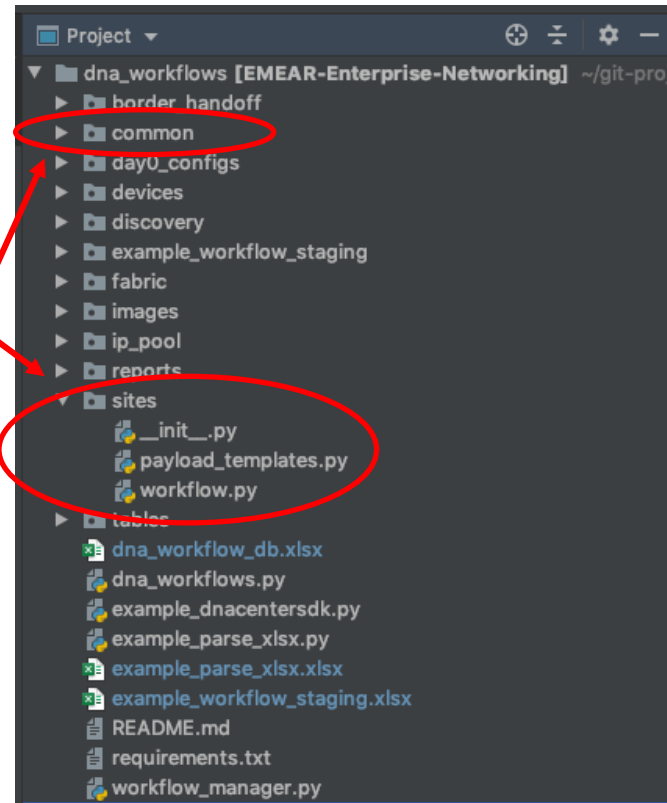 Project
dna_workflows [EMEAR-Enterprise-Networking] ~/git-pro
border_handoff
common
day0_configs
devices
discovery
example_workflow_staging
fabric
images
ip_pool
reports
sites
__init__.py
payload_templates.py
workflow.py
tables
dna_workflow_db.xlsx
dna_workflows.py
example_dnacentersdk.py
example_parse_xlsx.py
example_parse_xlsx.xlsx
example_workflow_staging.xlsx
README.md
requirements.txt
workflow_manager.py